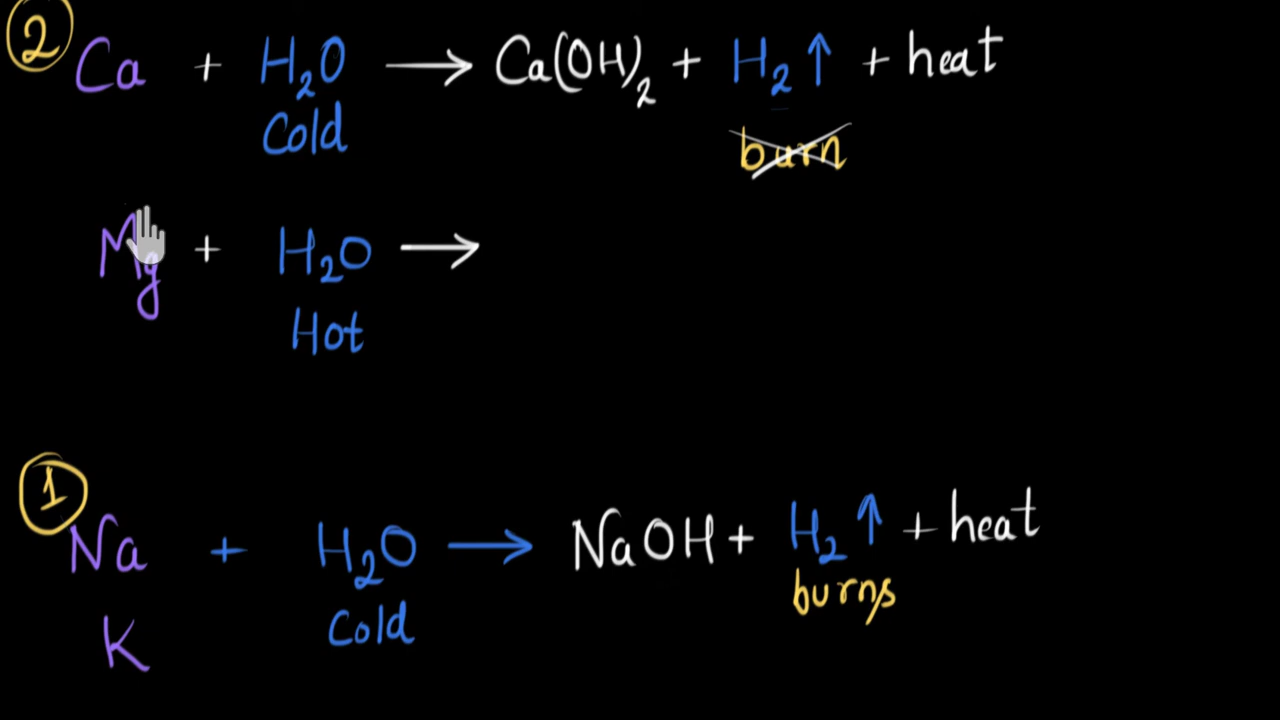 ② Ca + H₂O → Ca(OH)₂ + H₂↑ + heat
Cold burn
Mg + H₂O →
Hot
① Na + H₂O → NaOH + H₂↑ + heat
Cold burns
K